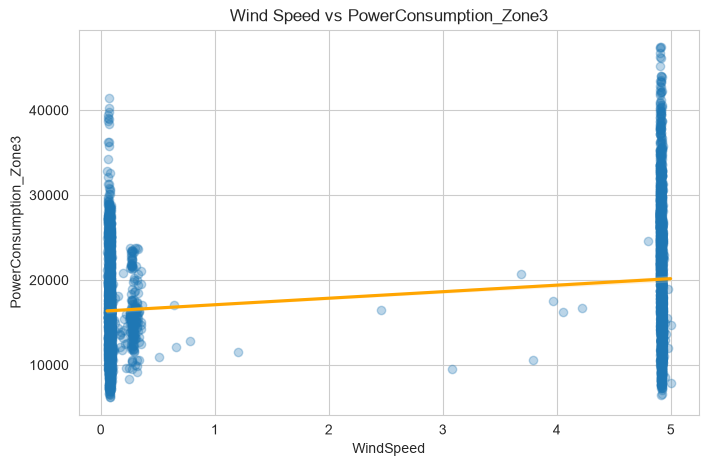 Wind Speed vs PowerConsumption_Zone3
PowerConsumption_Zone3
40000
30000
20000
10000
0 1 2 3 4 5
WindSpeed